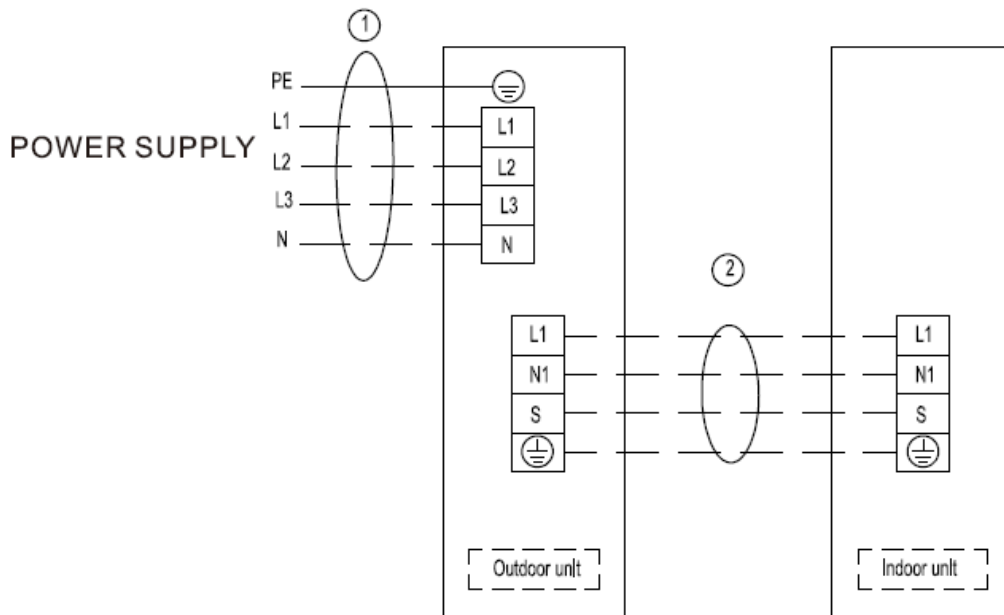 1
PE
L1 L1
POWER SUPPLY
L2 L2
L3 L3
N N
2
L1 L1
N1 N1
S S
Outdoor unit Indoor unit